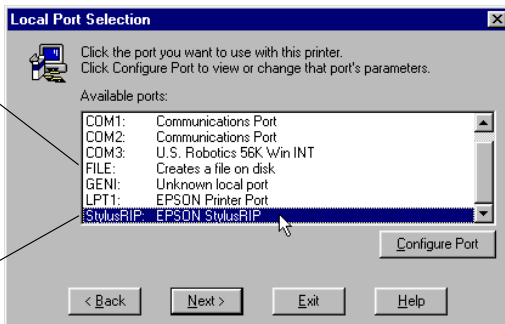 Local Port Selection
Click the port you want to use with this printer.
Click Configure Port to view or change that port's parameters.
Available ports:
COM1: Communications Port
COM2: Communications Port
COM3: U.S. Robotics 56K Win INT
FILE: Creates a file on disk
GENI: Unknown local port
LPT1: EPSON Printer Port
StylusRIP: EPSON StylusRIP
Configure Port
< Back Next > Exit Help